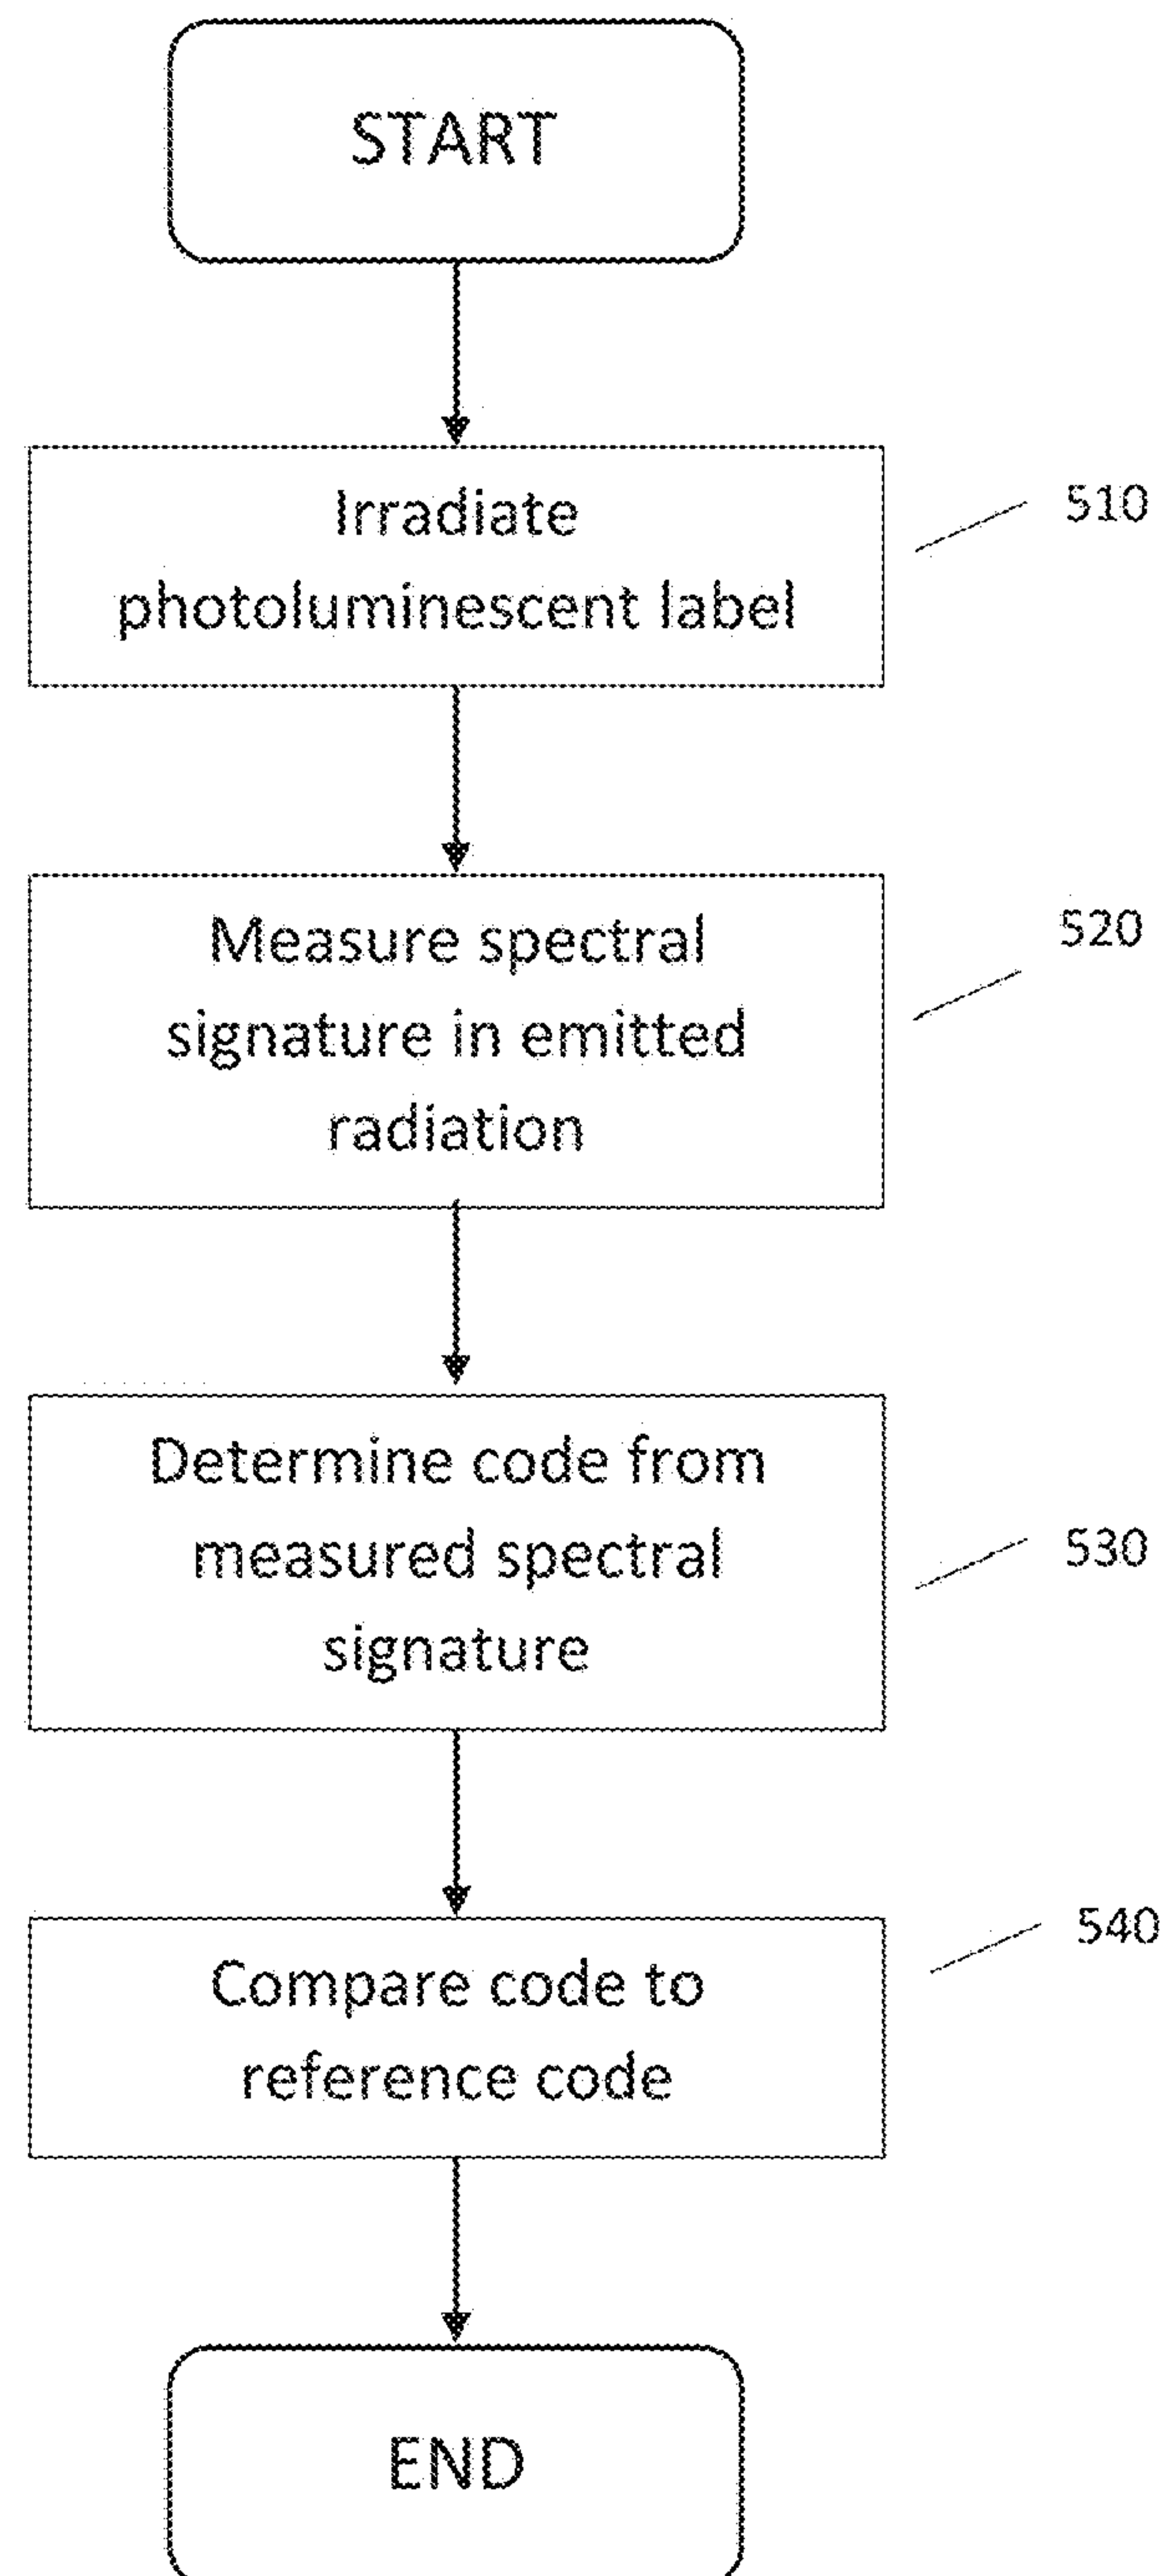 START
Irradiate
photoluminescent label
510
Measure spectral
signature in emitted
radiation
520
Determine code from
measured spectral
signature
530
Compare code to
reference code
540
END